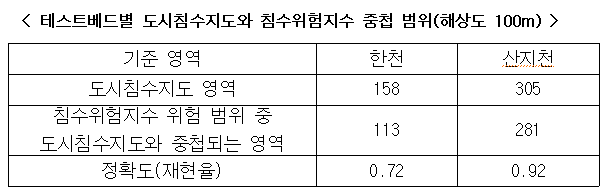 < 테스트베드별 도시침수지도와 침수위험지수 중첩 범위(해상도 100m) >
기준 영역 한천 산지천
도시침수지도 영역 158 305
침수위험지수 위험 범위 중
도시침수지도와 중첩되는 영역 113 281
정확도(재현율) 0.72 0.92